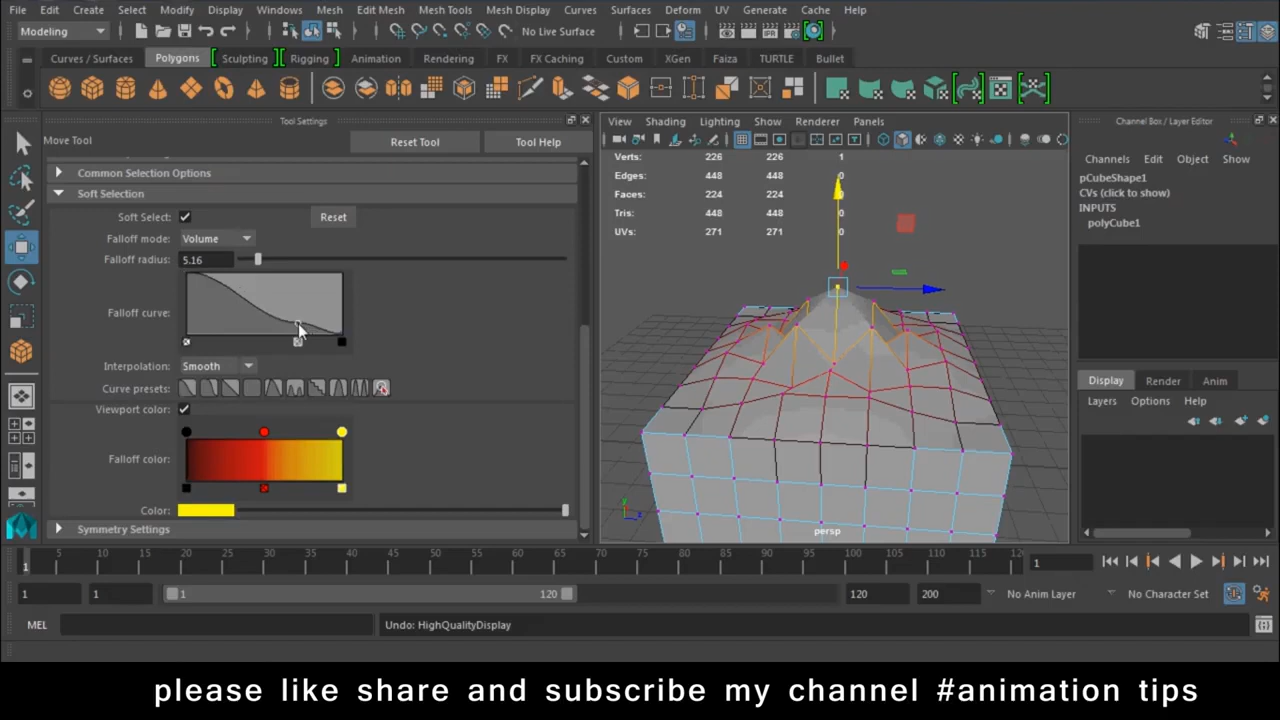 File Edit Create Select Modify Display Windows Mesh Edit Mesh Mesh Tools Mesh Display Curves Surfaces Deform UV Generate Cache Help
Modeling No Live Surface
Curves / Surfaces Polygons Sculpting Rigging Animation Rendering FX FX Caching Custom XGen Faiza TURTLE Bullet
Tool Settings
Move Tool Reset Tool Tool Help
Common Selection Options
Soft Selection
Soft Select: Reset
Falloff mode: Volume
Falloff radius: 5.16
Falloff curve:
Interpolation: Smooth
Curve presets:
Viewport color:
Falloff color:
Color:
Symmetry Settings
View Shading Lighting Show Renderer Panels
Verts: 226 226 1
Edges: 448 448 0
Faces: 224 224 0
Tris: 448 448 0
UVs: 271 271 0
persp
Channel Box / Layer Editor
Channels Edit Object Show
pCubeShape1
CVs (click to show)
INPUTS
polyCube1
Display Render Anim
Layers Options Help
5 10 15 20 25 30 35 40 45 50 55 60 65 70 75 80 85 90 95 100 105 110 115 12
1 1
1 1 1 120 120 200 No Anim Layer No Character Set
MEL Undo: HighQualityDisplay
please like share and subscribe my channel #animation tips